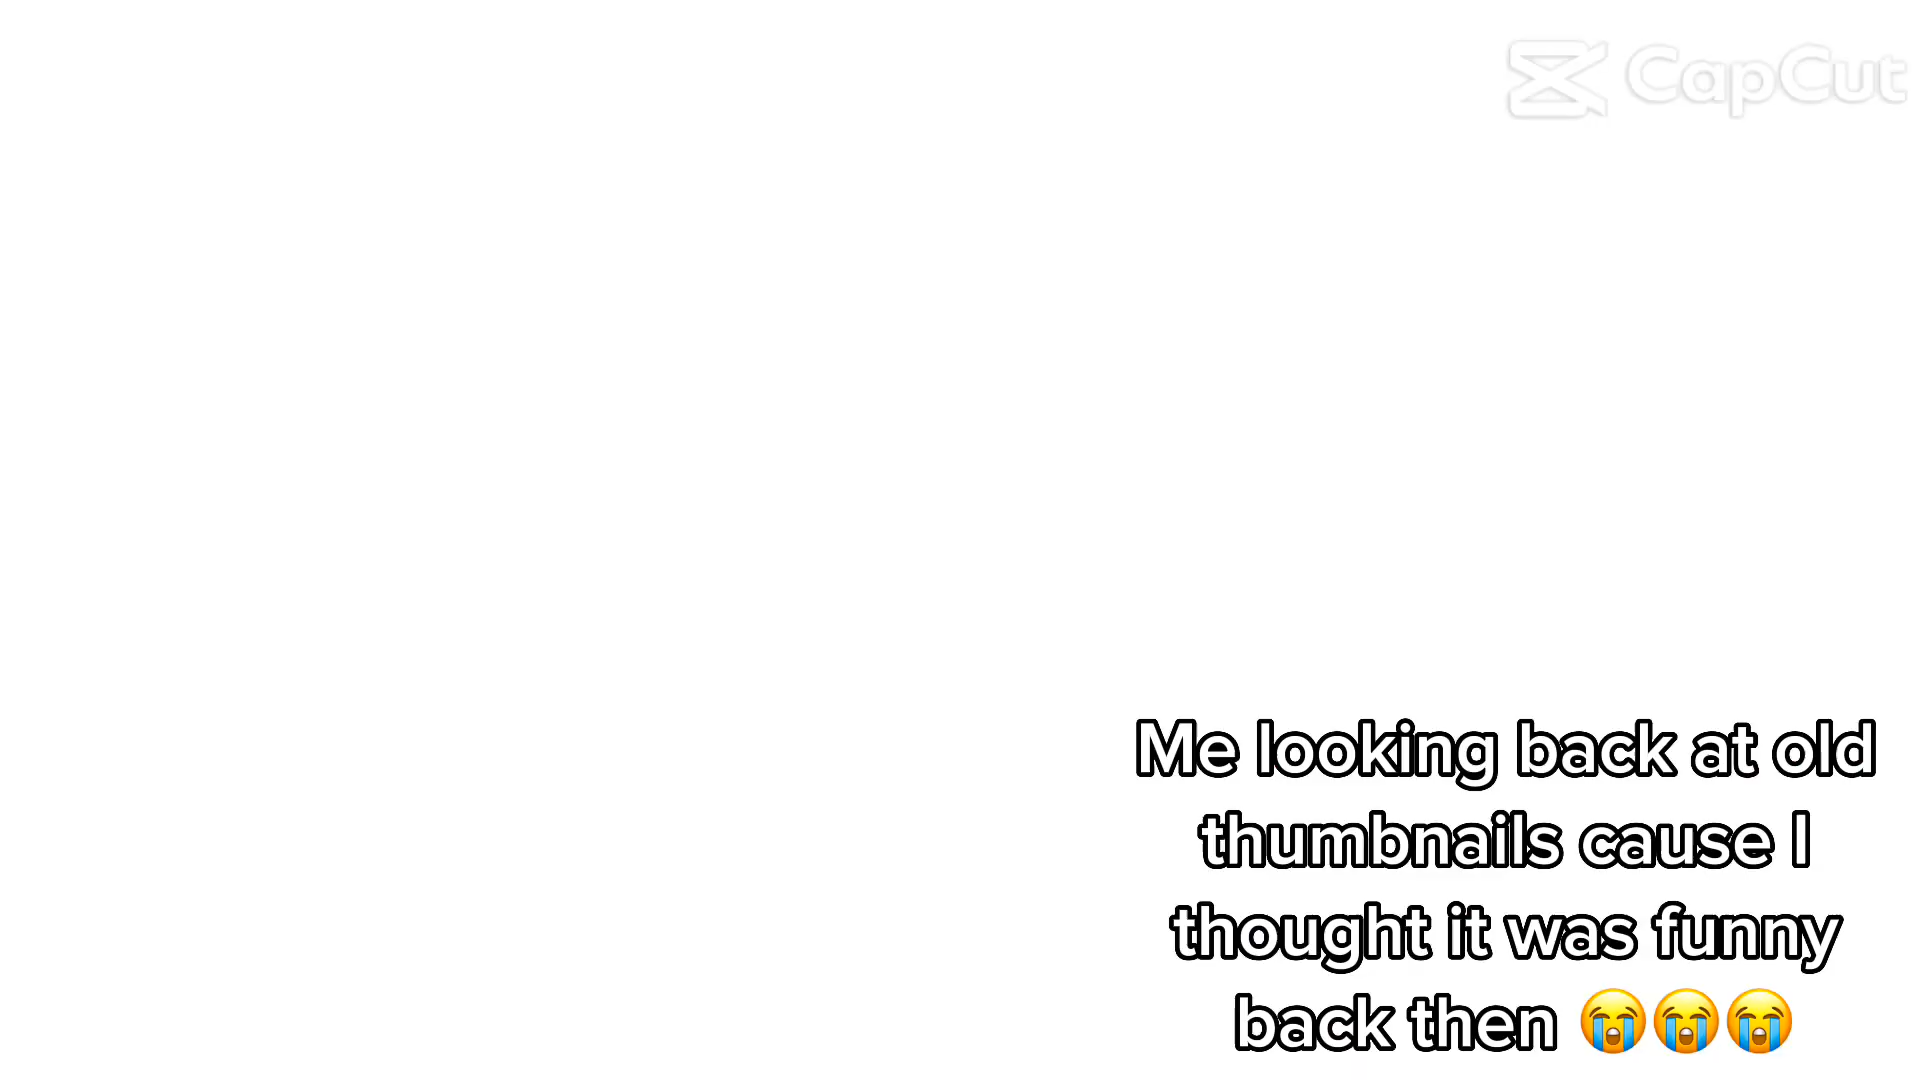 CapCut
Me looking back at old
thumbnails cause I
thought it was funny
back then 😭😭😭